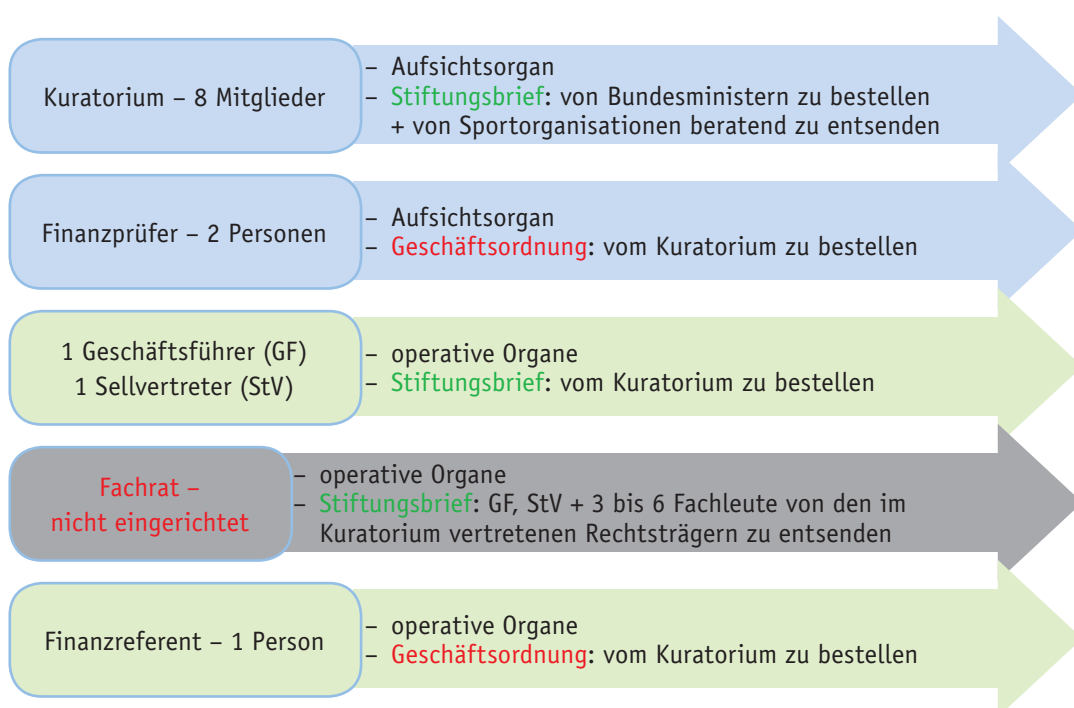 Kuratorium – 8 Mitglieder
– Aufsichtsorgan
– Stiftungsbrief: von Bundesministern zu bestellen
+ von Sportorganisationen beratend zu entsenden
Finanzprüfer – 2 Personen
– Aufsichtsorgan
– Geschäftsordnung: vom Kuratorium zu bestellen
1 Geschäftsführer (GF)
1 Sellvertreter (StV)
– operative Organe
– Stiftungsbrief: vom Kuratorium zu bestellen
Fachrat –
nicht eingerichtet
– operative Organe
– Stiftungsbrief: GF, StV + 3 bis 6 Fachleute von den im
Kuratorium vertretenen Rechtsträgern zu entsenden
Finanzreferent – 1 Person
– operative Organe
– Geschäftsordnung: vom Kuratorium zu bestellen